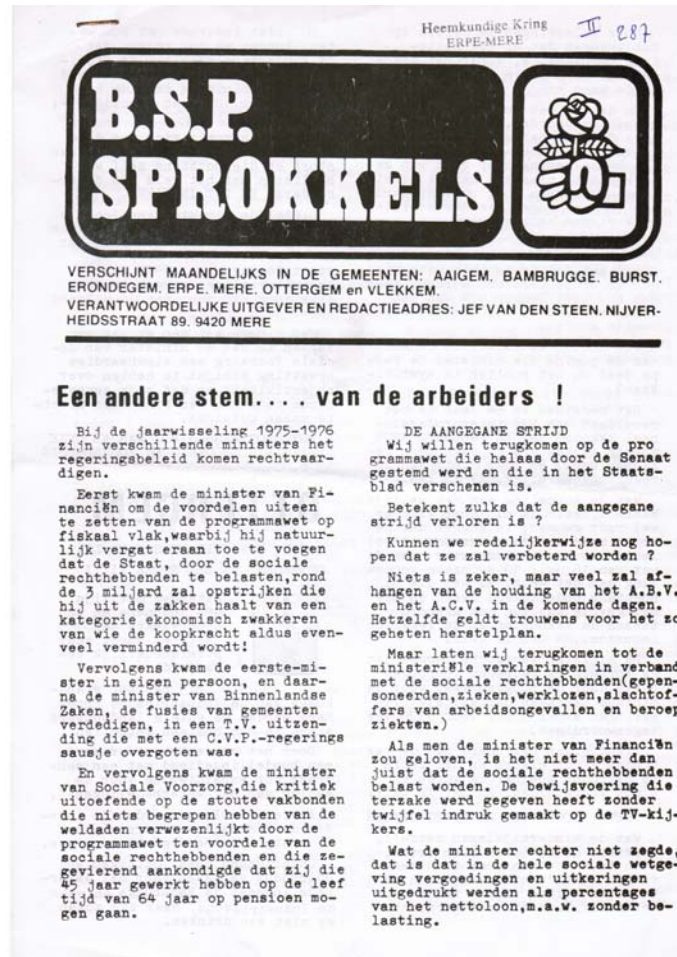 Heemkundige Kring
ERPE-MERE
II 287
B.S.P.
SPROKKELS
VERSCHIJNT MAANDELIJKS IN DE GEMEENTEN: AAIGEM. BAMBRUGGE. BURST.
ERONDEGEM. ERPE. MERE. OTTERGEM en VLEKKEM.
VERANTWOORDELIJKE UITGEVER EN REDACTIEADRES: JEF VAN DEN STEEN. NIJVER-
HEIDSSTRAAT 89. 9420 MERE
Een andere stem..... van de arbeiders !
Bij de jaarwisseling 1975-1976
zijn verschillende ministers het
regeringsbeleid komen rechtvaar-
digen.
Eerst kwam de minister van Fi-
nanciën om de voordelen uiteen
te zetten van de programmawet op
fiskaal vlak,waarbij hij natuur-
lijk vergat eraan toe te voegen
dat de Staat, door de sociale
rechthebbenden te belasten,rond
de 3 miljard zal opstrijken die
hij uit de zakken haalt van een
kategorie ekonomisch zwakkeren
van wie de koopkracht aldus even-
veel verminderd wordt!
Vervolgens kwam de eerste-mi-
ster in eigen persoon, en daar-
na de minister van Binnenlandse
Zaken, de fusies van gemeenten
verdedigen, in een T.V. uitzen-
ding die met een C.V.P.-regerings
sausje overgoten was.
En vervolgens kwam de minister
van Sociale Voorzorg,die kritiek
uitoefende op de stoute vakbonden
die niets begrepen hebben van de
weldaden verwezenlijkt door de
programmawet ten voordele van de
sociale rechthebbenden en die ze-
gevierend aankondigde dat zij die
45 jaar gewerkt hebben op de leef
tijd van 64 jaar op pensioen mo-
gen gaan.
DE AANGEGANE STRIJD
Wij willen terugkomen op de pro
grammawet die helaas door de Senaat
gestemd werd en die in het Staats-
blad verschenen is.
Betekent zulks dat de aangegane
strijd verloren is ?
Kunnen we redelijkerwijze nog ho-
pen dat ze zal verbeterd worden ?
Niets is zeker, maar veel zal af-
hangen van de houding van het A.B.V.
en het A.C.V. in de komende dagen.
Hetzelfde geldt trouwens voor het zo
geheten herstelplan.
Maar laten wij terugkomen tot de
ministeriële verklaringen in verband
met de sociale rechthebbenden(gepen-
soneerden,zieken,werklozen,slachtof-
fers van arbeidsongevallen en beroep
ziekten.)
Als men de minister van Financiën
zou geloven, is het niet meer dan
juist dat de sociale rechthebbenden
belast worden. De bewijsvoering die
terzake werd gegeven heeft zonder
twijfel indruk gemaakt op de TV-kij-
kers.
Wat de minister echter niet zegde,
dat is dat in de hele sociale wetge-
ving vergoedingen en uitkeringen
uitgedrukt werden als percentages
van het nettoloon,m.a.w. zonder be-
lasting.